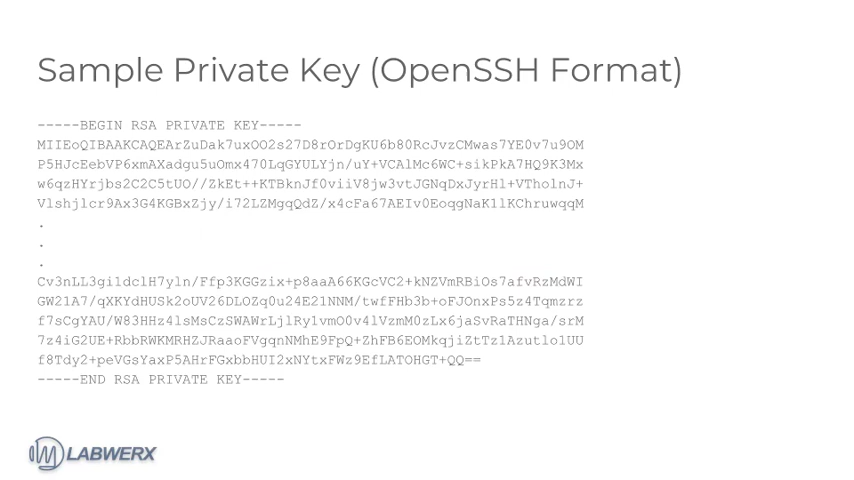 Sample Private Key (OpenSSH Format)
-----BEGIN RSA PRIVATE KEY-----
MIIEoQIBAAKCAQEArZuDak7uxOO2s27D8rOrDgKU6b80RcJvzCMwas7YE0v7u9OM
P5HJcEebVP6xmAXadgu5uOmx470LqGYULYjn/uY+VCAlMc6WC+sikPkA7HQ9K3Mx
w6qzHYrjbs2C2C5tUO//ZkEt++KTBknJf0viiV8jw3vtJGNqDxJyrHl+VTholnJ+
Vlshjlcr9Ax3G4KGBxZjy/i72LZMgqQdZ/x4cFa67AEIv0EoqgNaK1lKChruwqqM
.
.
.
Cv3nLL3gi1dclH7yln/Ffp3KGGzix+p8aaA66KGcVC2+kNZVmRBiOs7afvRzMdWI
GW21A7/qXKYdHUSk2oUV26DLOZq0u24E21NNM/twfFHb3b+oFJOnxPs5z4Tqmzrz
f7sCgYAU/W83HHz4lsMsCzSWAWrLjlRy1vmO0v4lVzmM0zLx6jaSvRaTHNga/srM
7z4iG2UE+RbbRWKMRHZJRaaoFVgqnNMhE9FpQ+ZhFB6EOMkqjiZtTz1Azutlo1UU
f8Tdy2+peVGsYaxP5AHrFGxbbHUI2xNYtxFWz9EfLATOHGT+QQ==
-----END RSA PRIVATE KEY-----
LABWERX